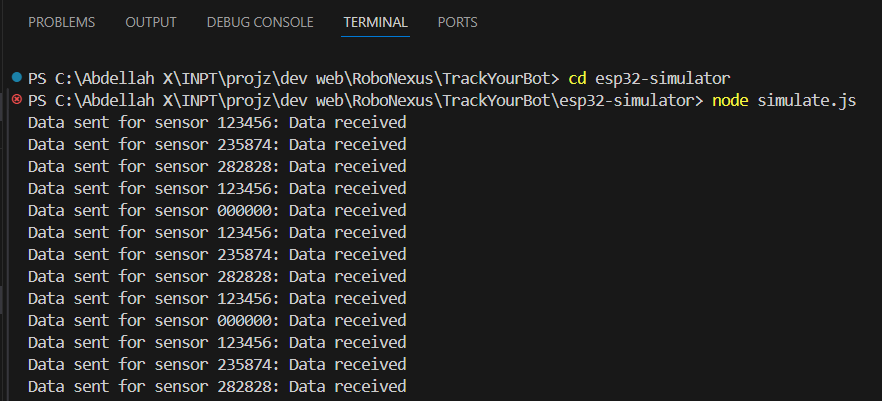 PROBLEMS OUTPUT DEBUG CONSOLE TERMINAL PORTS
PS C:\Abdellah X\INPT\projz\dev web\RoboNexus\TrackYourBot> cd esp32-simulator
PS C:\Abdellah X\INPT\projz\dev web\RoboNexus\TrackYourBot\esp32-simulator> node simulate.js
Data sent for sensor 123456: Data received
Data sent for sensor 235874: Data received
Data sent for sensor 282828: Data received
Data sent for sensor 123456: Data received
Data sent for sensor 000000: Data received
Data sent for sensor 123456: Data received
Data sent for sensor 235874: Data received
Data sent for sensor 282828: Data received
Data sent for sensor 123456: Data received
Data sent for sensor 000000: Data received
Data sent for sensor 123456: Data received
Data sent for sensor 235874: Data received
Data sent for sensor 282828: Data received